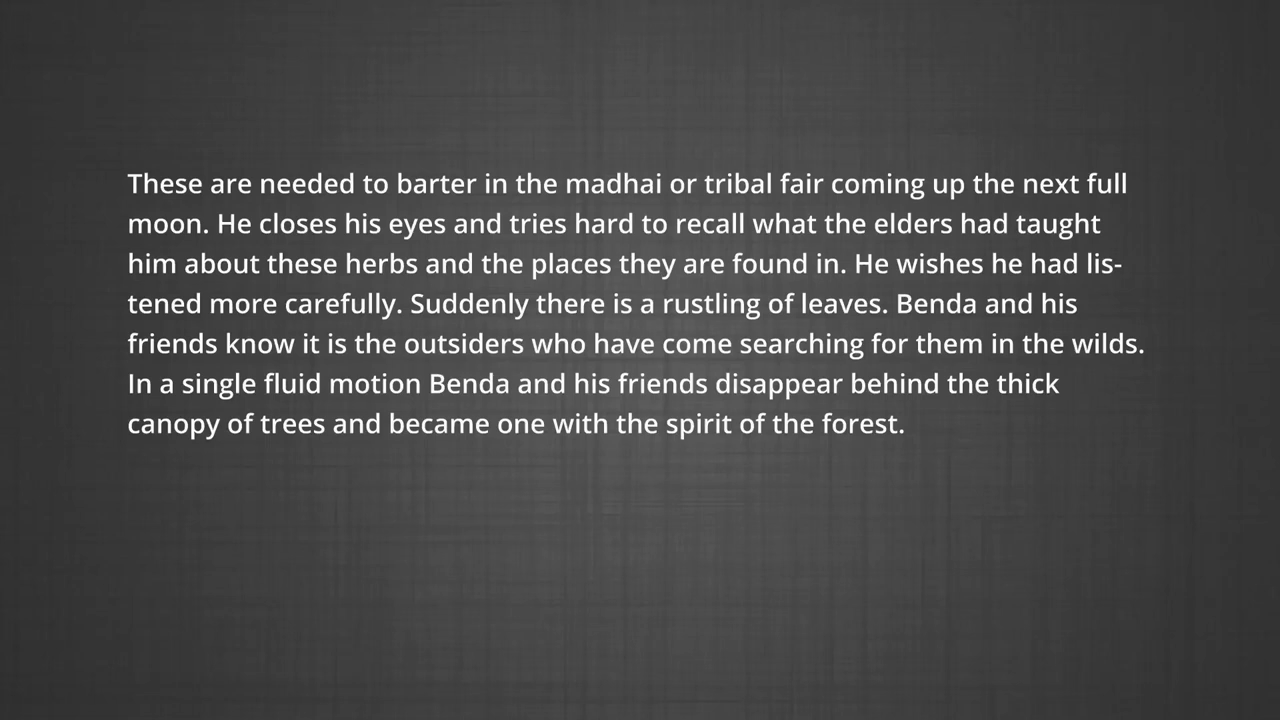 These are needed to barter in the madhai or tribal fair coming up the next full
moon. He closes his eyes and tries hard to recall what the elders had taught
him about these herbs and the places they are found in. He wishes he had lis-
tened more carefully. Suddenly there is a rustling of leaves. Benda and his
friends know it is the outsiders who have come searching for them in the wilds.
In a single fluid motion Benda and his friends disappear behind the thick
canopy of trees and became one with the spirit of the forest.